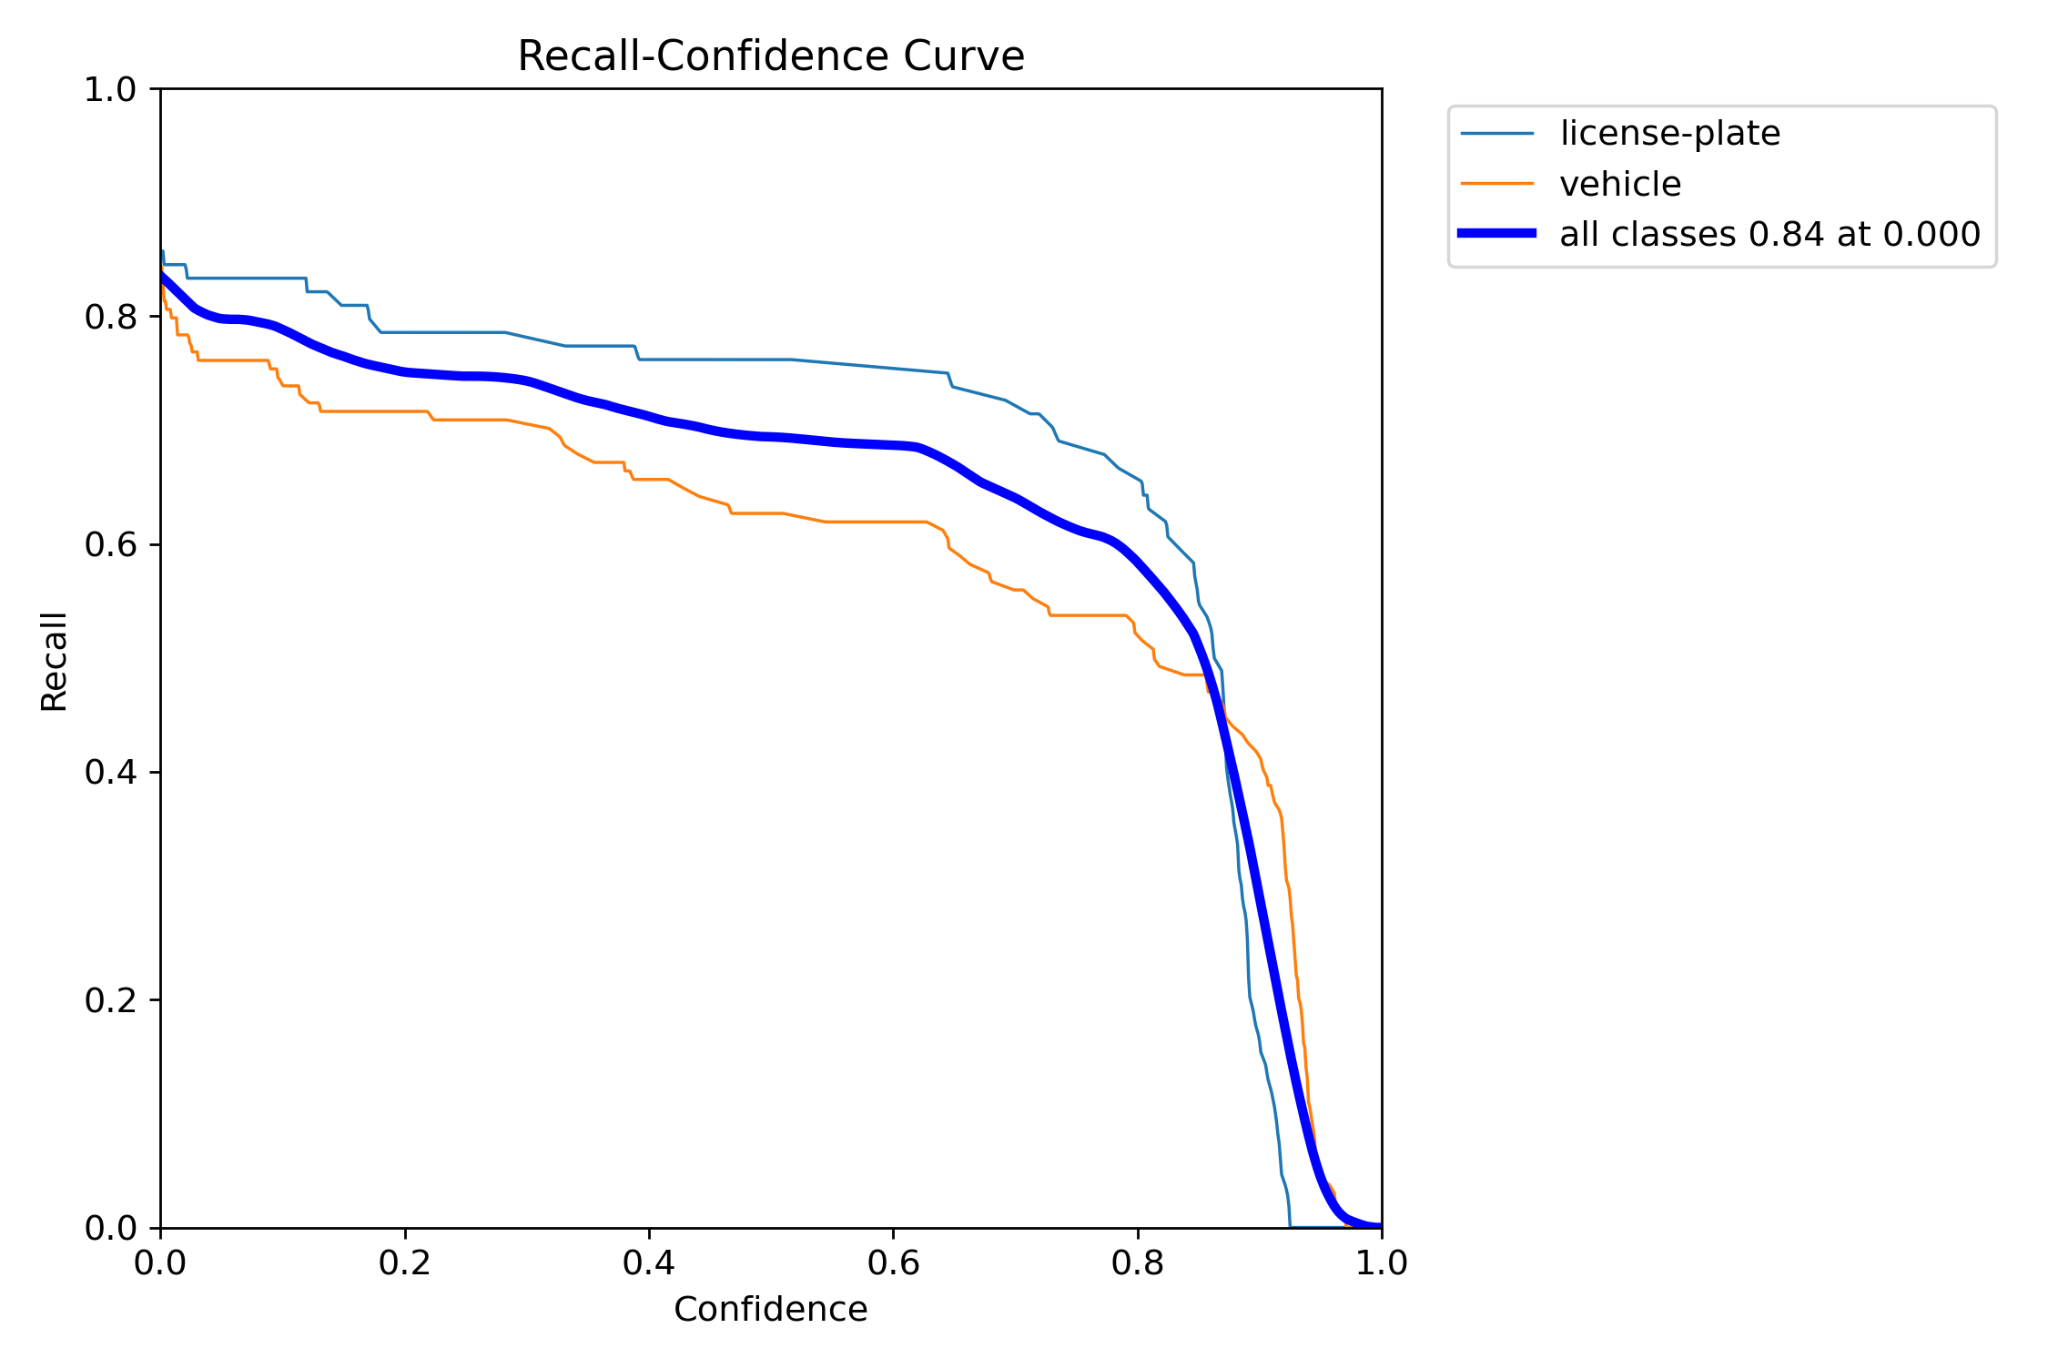 Recall-Confidence Curve
1.0
0.8
0.6
0.4
0.2
0.0
Recall
0.0 0.2 0.4 0.6 0.8 1.0
Confidence
license-plate
vehicle
all classes 0.84 at 0.000